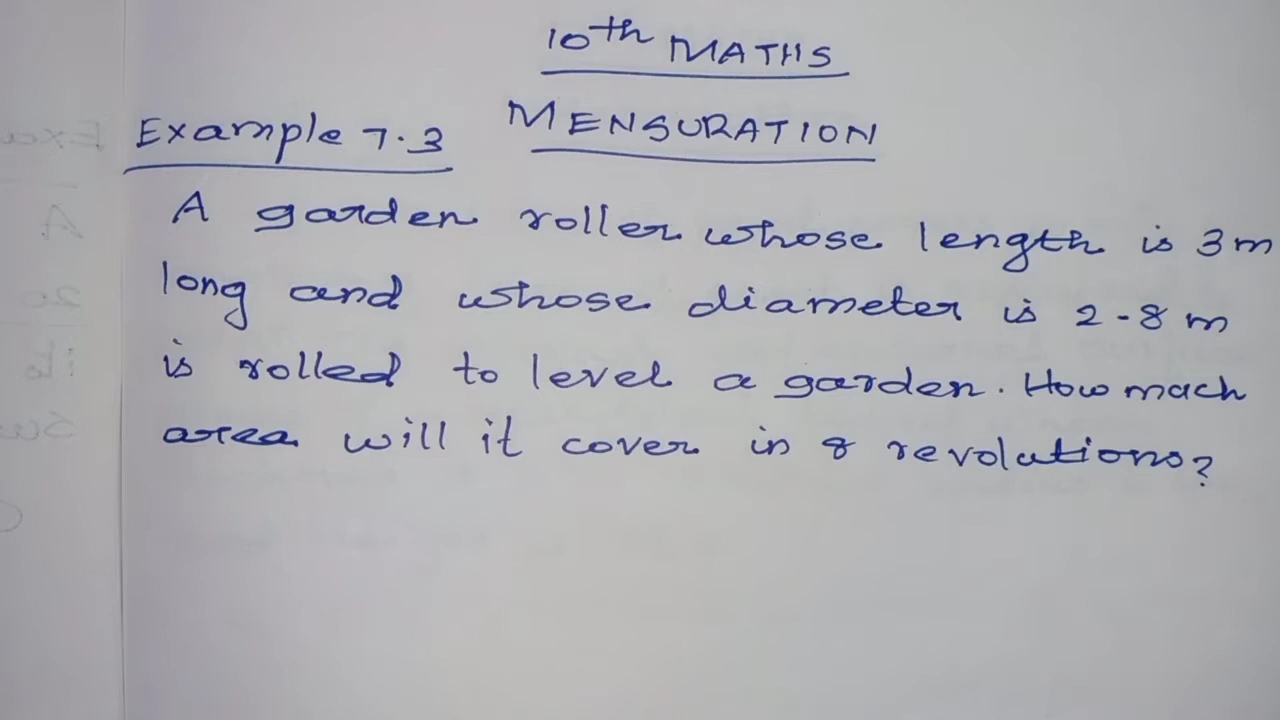 10th MATHS
MENSURATION
Example 7.3
A garden roller whose length is 3m
long and whose diameter is 2-8 m
is rolled to level a garden. How mach
area will it cover in 8 revolutions?